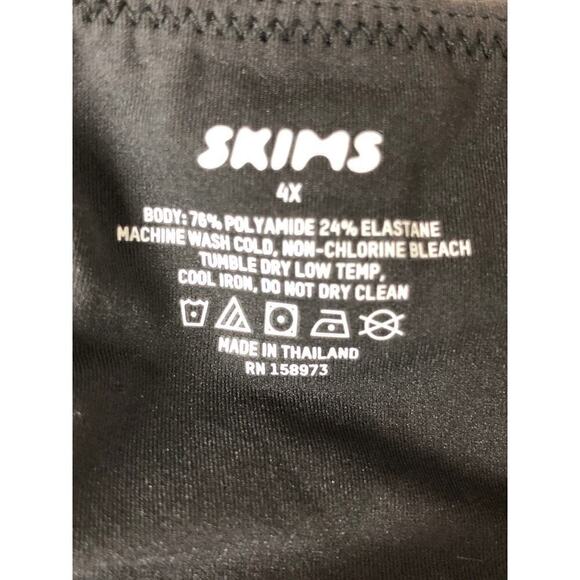 SKIMS
4X
BODY: 76% POLYAMIDE 24% ELASTANE
MACHINE WASH COLD, NON-CHLORINE BLEACH
TUMBLE DRY LOW TEMP,
COOL IRON, DO NOT DRY CLEAN
MADE IN THAILAND
RN 158973